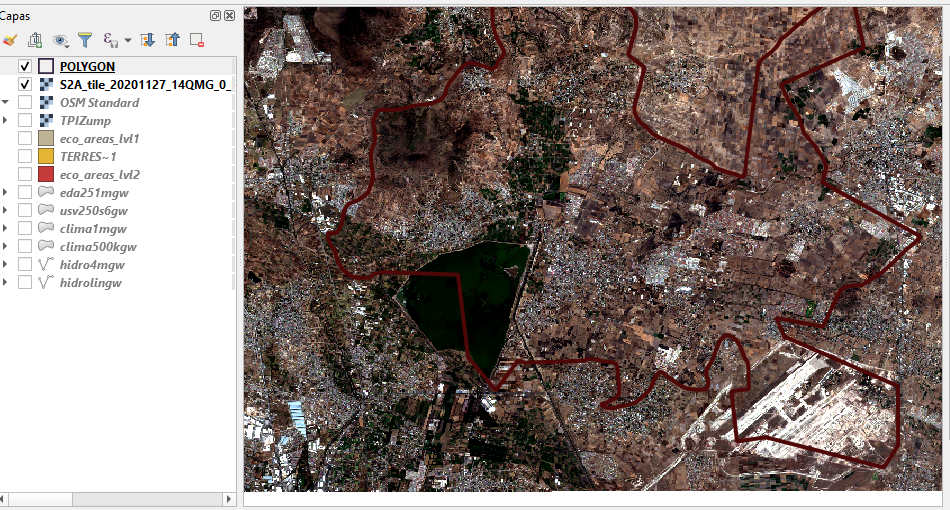 Capas
POLYGON
S2A_tile_20201127_14QMG_0_
OSM Standard
TPIZump
eco_areas_lvl1
TERRES~1
eco_areas_lvl2
eda251mgw
usv250s6gw
clima1mgw
clima500kgw
hidro4mgw
hidrolingw